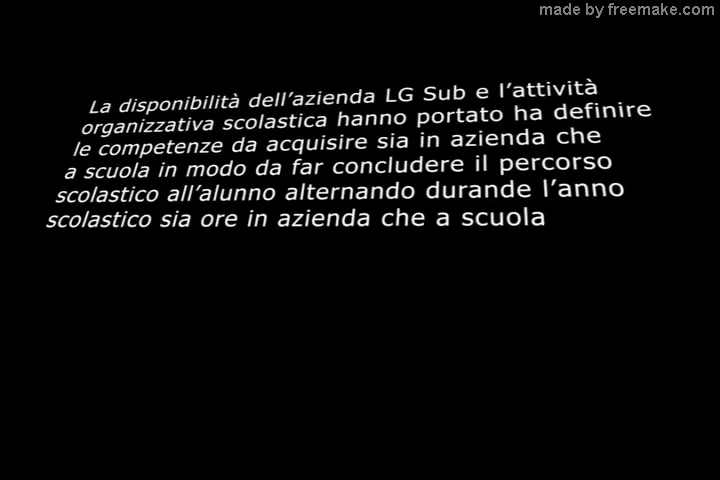 made by freemake.com
La disponibilità dell'azienda LG Sub e l'attività
organizzativa scolastica hanno portato ha definire
le competenze da acquisire sia in azienda che
a scuola in modo da far concludere il percorso
scolastico all'alunno alternando durande l'anno
scolastico sia ore in azienda che a scuola